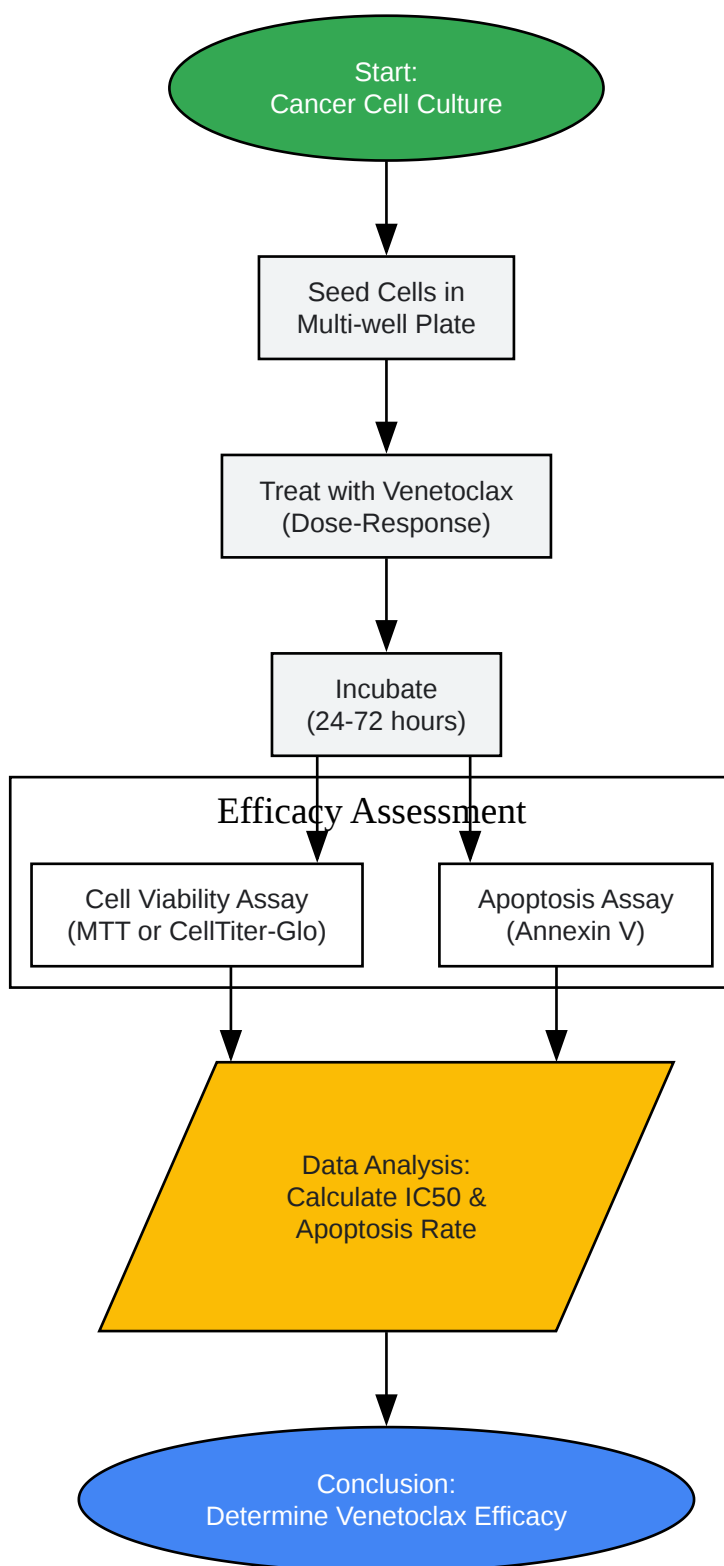 Start:
Cancer Cell Culture
Seed Cells in
Multi-well Plate
Treat with Venetoclax
(Dose-Response)
Incubate
(24-72 hours)
Efficacy Assessment
Cell Viability Assay
(MTT or CellTiter-Glo)
Apoptosis Assay
(Annexin V)
Data Analysis:
Calculate IC50 &
Apoptosis Rate
Conclusion:
Determine Venetoclax Efficacy